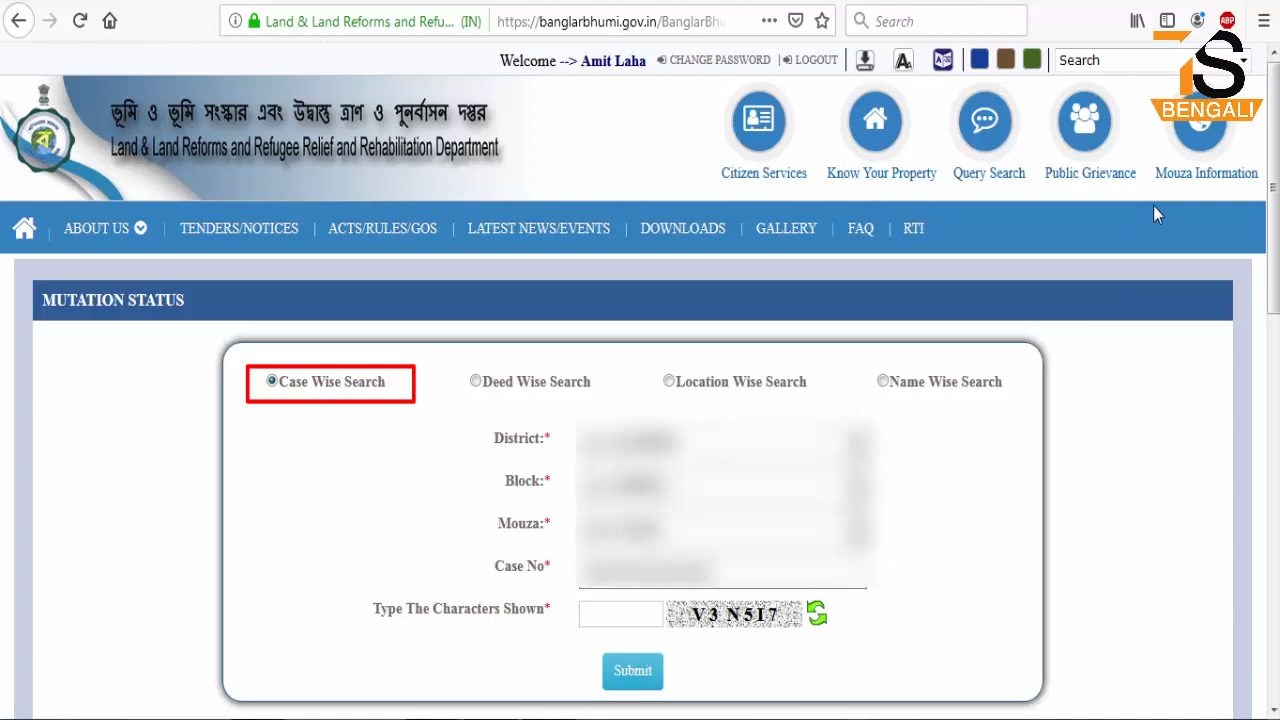 Land & Land Reforms and Refu... (IN)
https://banglarbhumi.gov.in/BanglarBhu
Search
ABP
Welcome --> Amit Laha
CHANGE PASSWORD | LOGOUT
A
Search
S
BENGALI
ভূমি ও ভূমি সংস্কার এবং উদ্বাস্তু ত্রাণ ও পুনর্বাসন দপ্তর
Land & Land Reforms and Refugee Relief and Rehabilitation Department
Citizen Services
Know Your Property
Query Search
Public Grievance
Mouza Information
ABOUT US | TENDERS/NOTICES | ACTS/RULES/GOS | LATEST NEWS/EVENTS | DOWNLOADS | GALLERY | FAQ | RTI
MUTATION STATUS
Case Wise Search
Deed Wise Search
Location Wise Search
Name Wise Search
District:*
Block:*
Mouza:*
Case No*
Type The Characters Shown*
V3 N5I7
Submit